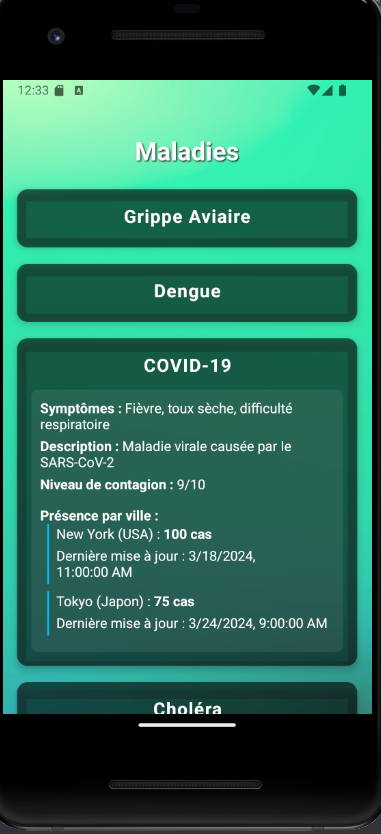 12:33
Maladies
Grippe Aviaire
Dengue
COVID-19
Symptômes : Fièvre, toux sèche, difficulté
respiratoire
Description : Maladie virale causée par le
SARS-CoV-2
Niveau de contagion : 9/10
Présence par ville :
New York (USA) : 100 cas
Dernière mise à jour : 3/18/2024,
11:00:00 AM
Tokyo (Japon) : 75 cas
Dernière mise à jour : 3/24/2024, 9:00:00 AM
Choléra